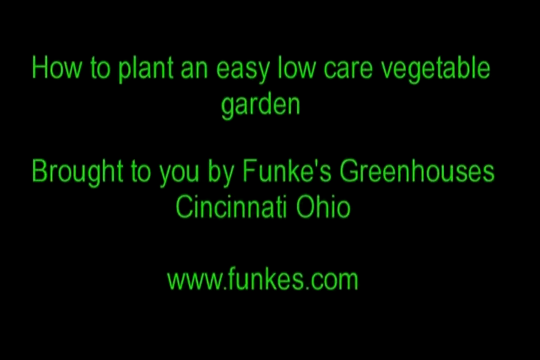 How to plant an easy low care vegetable
garden
Brought to you by Funke's Greenhouses
Cincinnati Ohio
www.funkes.com